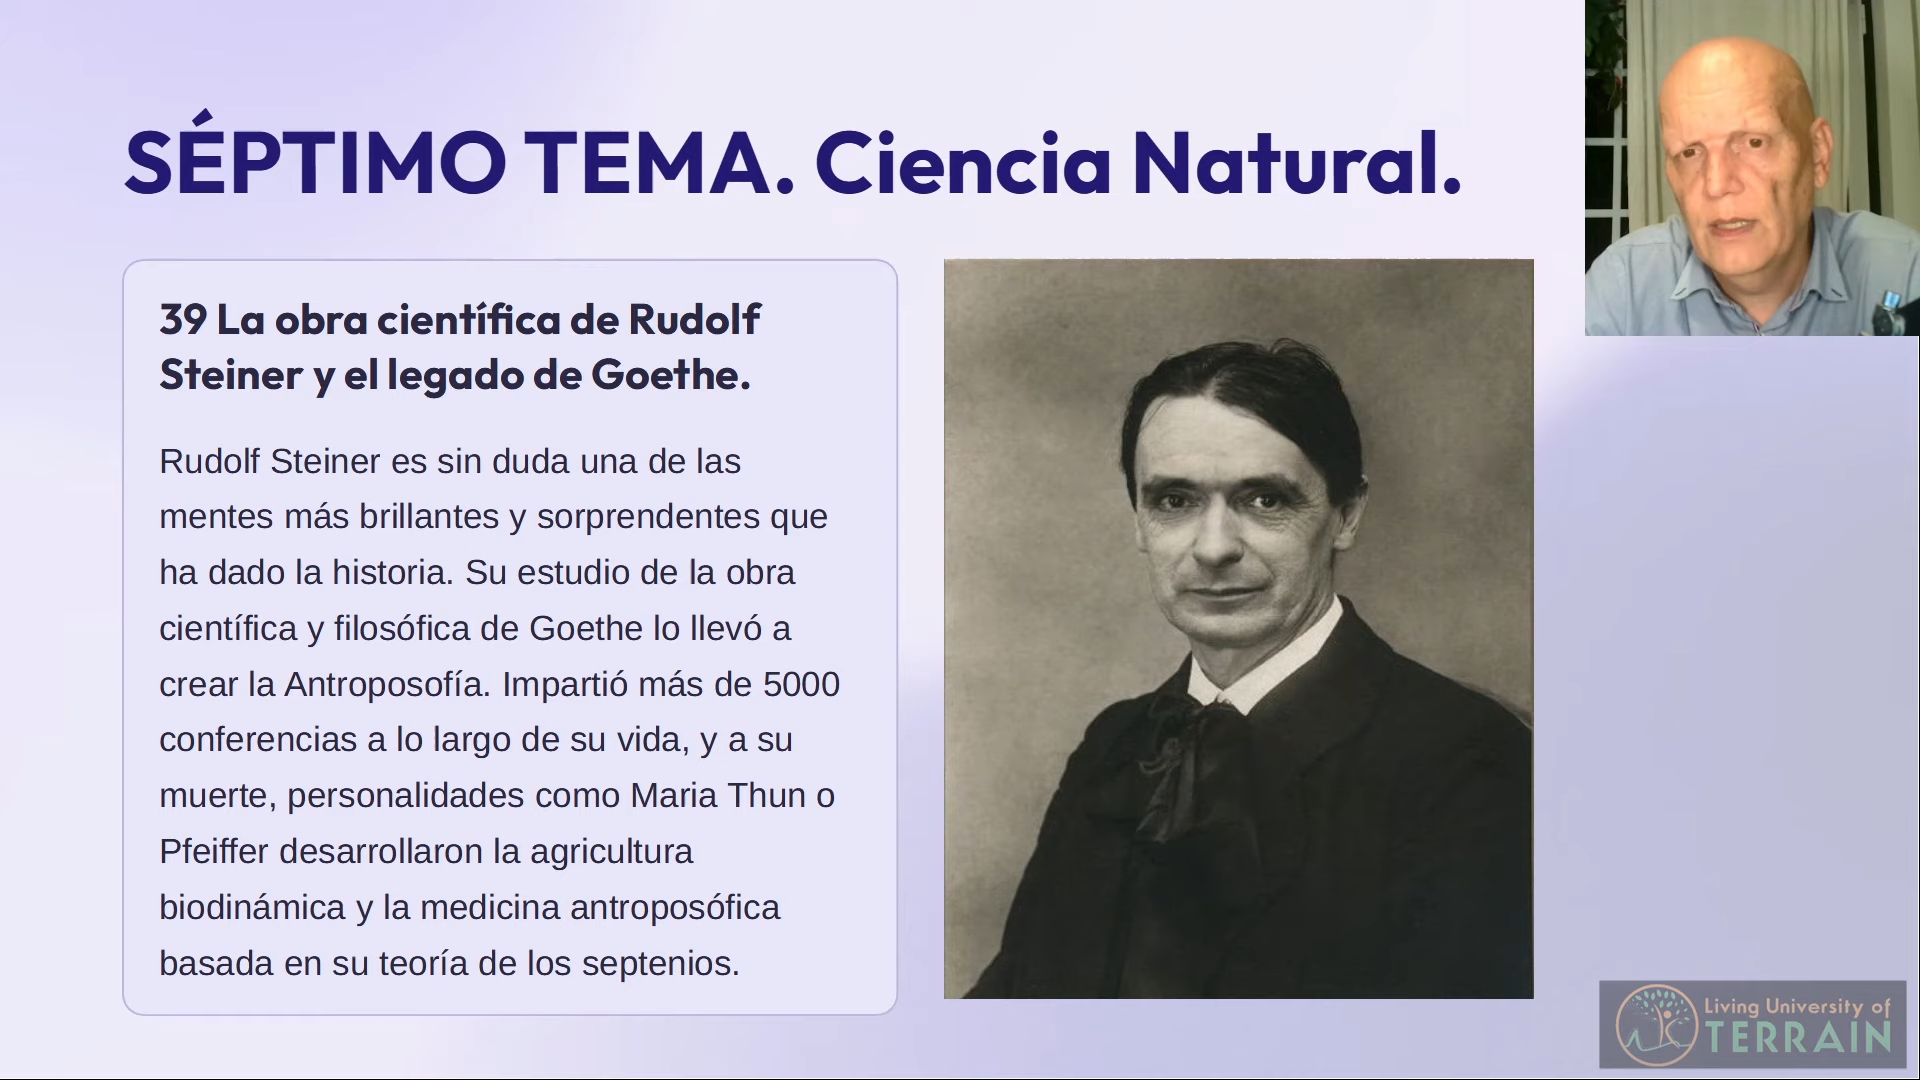 SÉPTIMO TEMA. Ciencia Natural.
39 La obra científica de Rudolf
Steiner y el legado de Goethe.
Rudolf Steiner es sin duda una de las
mentes más brillantes y sorprendentes que
ha dado la historia. Su estudio de la obra
científica y filosófica de Goethe lo llevó a
crear la Antroposofía. Impartió más de 5000
conferencias a lo largo de su vida, y a su
muerte, personalidades como Maria Thun o
Pfeiffer desarrollaron la agricultura
biodinámica y la medicina antroposófica
basada en su teoría de los septenios.
Living University of
TERRAIN